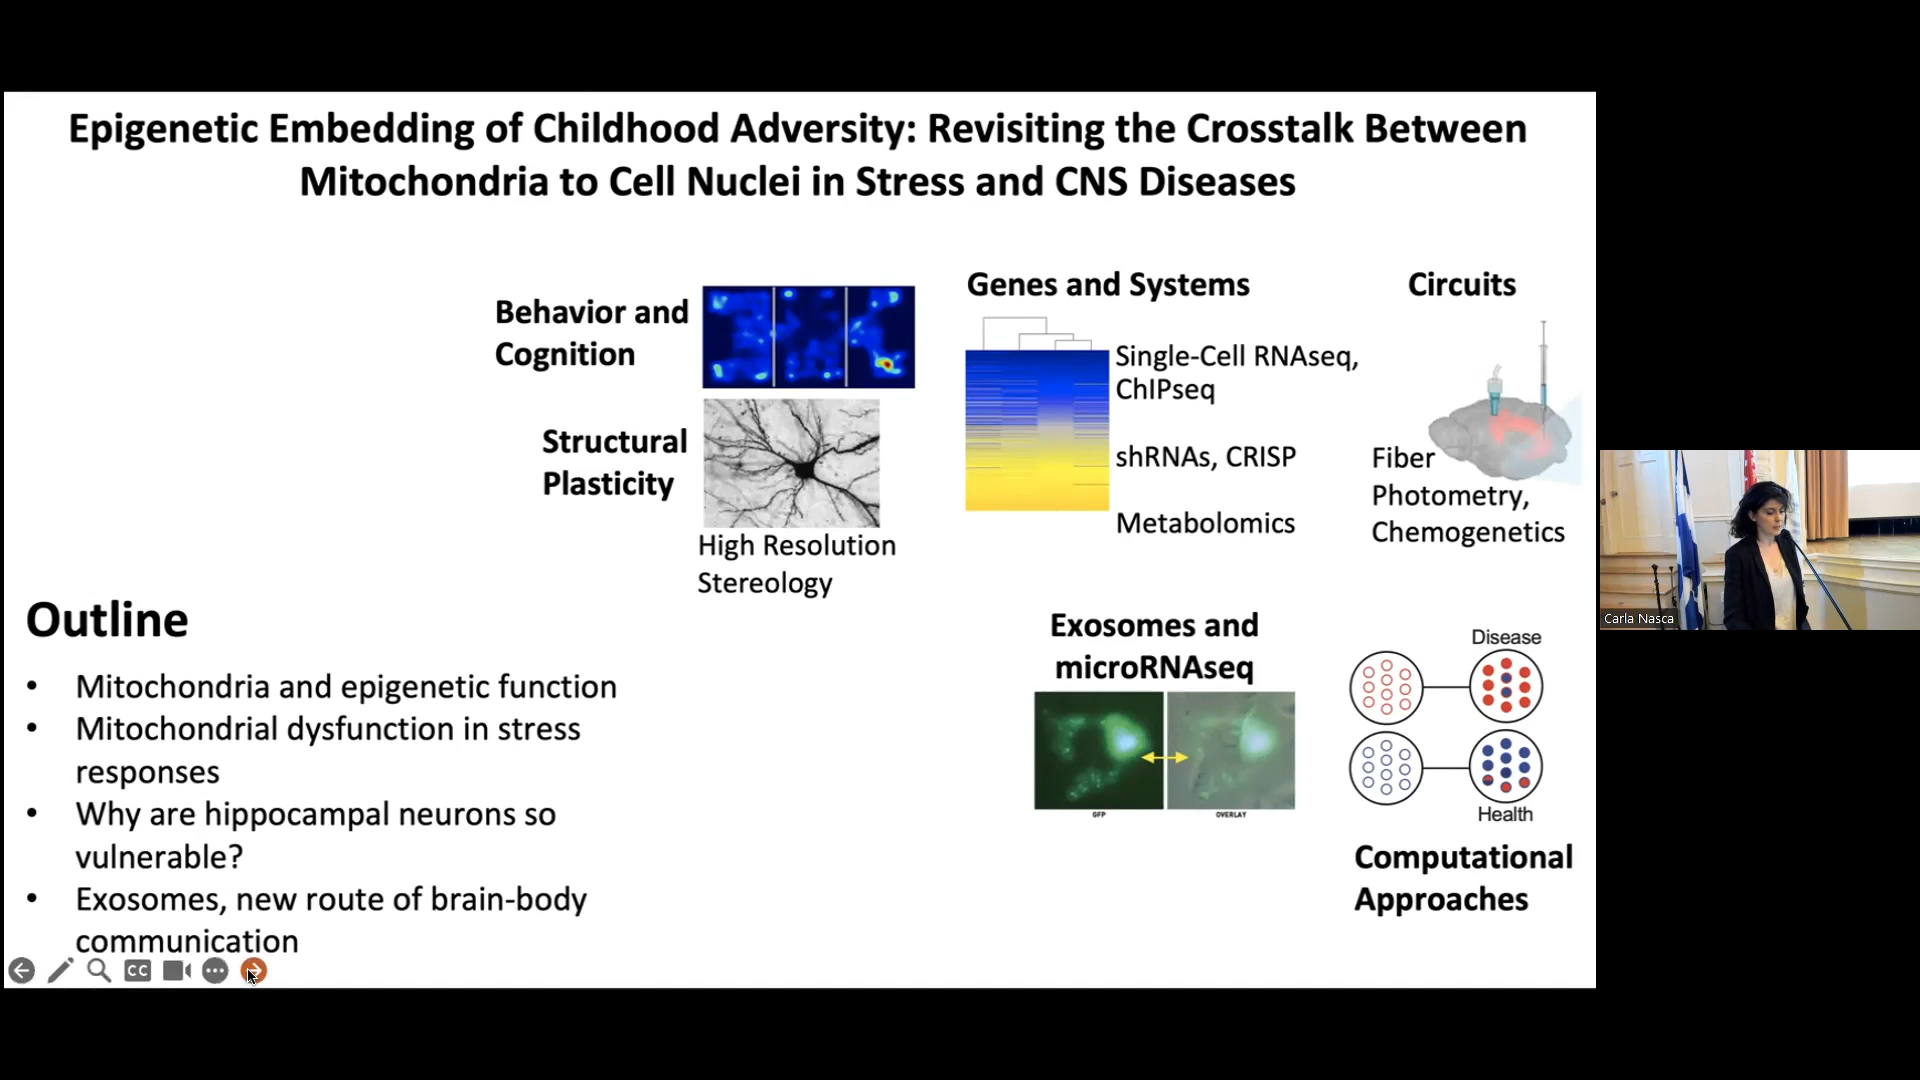 Epigenetic Embedding of Childhood Adversity: Revisiting the Crosstalk Between
Mitochondria to Cell Nuclei in Stress and CNS Diseases
Behavior and
Cognition
Structural
Plasticity
High Resolution
Stereology
Genes and Systems
Single-Cell RNAseq,
ChIPseq
shRNAs, CRISP
Metabolomics
Circuits
Fiber
Photometry,
Chemogenetics
Outline
• Mitochondria and epigenetic function
• Mitochondrial dysfunction in stress
responses
• Why are hippocampal neurons so
vulnerable?
• Exosomes, new route of brain-body
communication
Exosomes and
microRNAseq
GFP
OVERLAY
Disease
Health
Computational
Approaches
CC
Carla Nasca